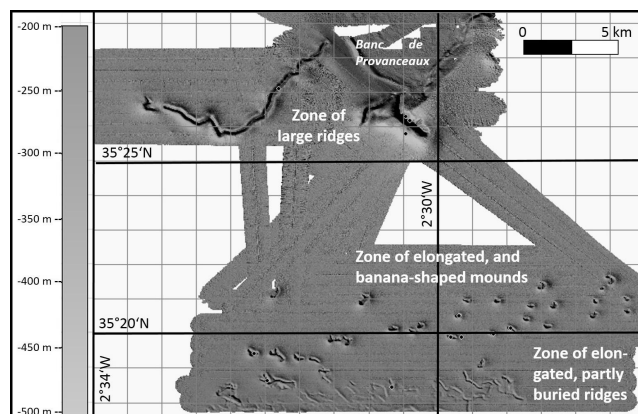 -200 m
-250 m
-300 m
-350 m
-400 m
-450 m
-500 m
Banc de
Provanceaux
0 5 km
Zone of
large ridges
35°25‘N
2°30‘W
Zone of elongated, and
banana-shaped mounds
35°20‘N
2°34‘W
Zone of elon-
gated, partly
buried ridges